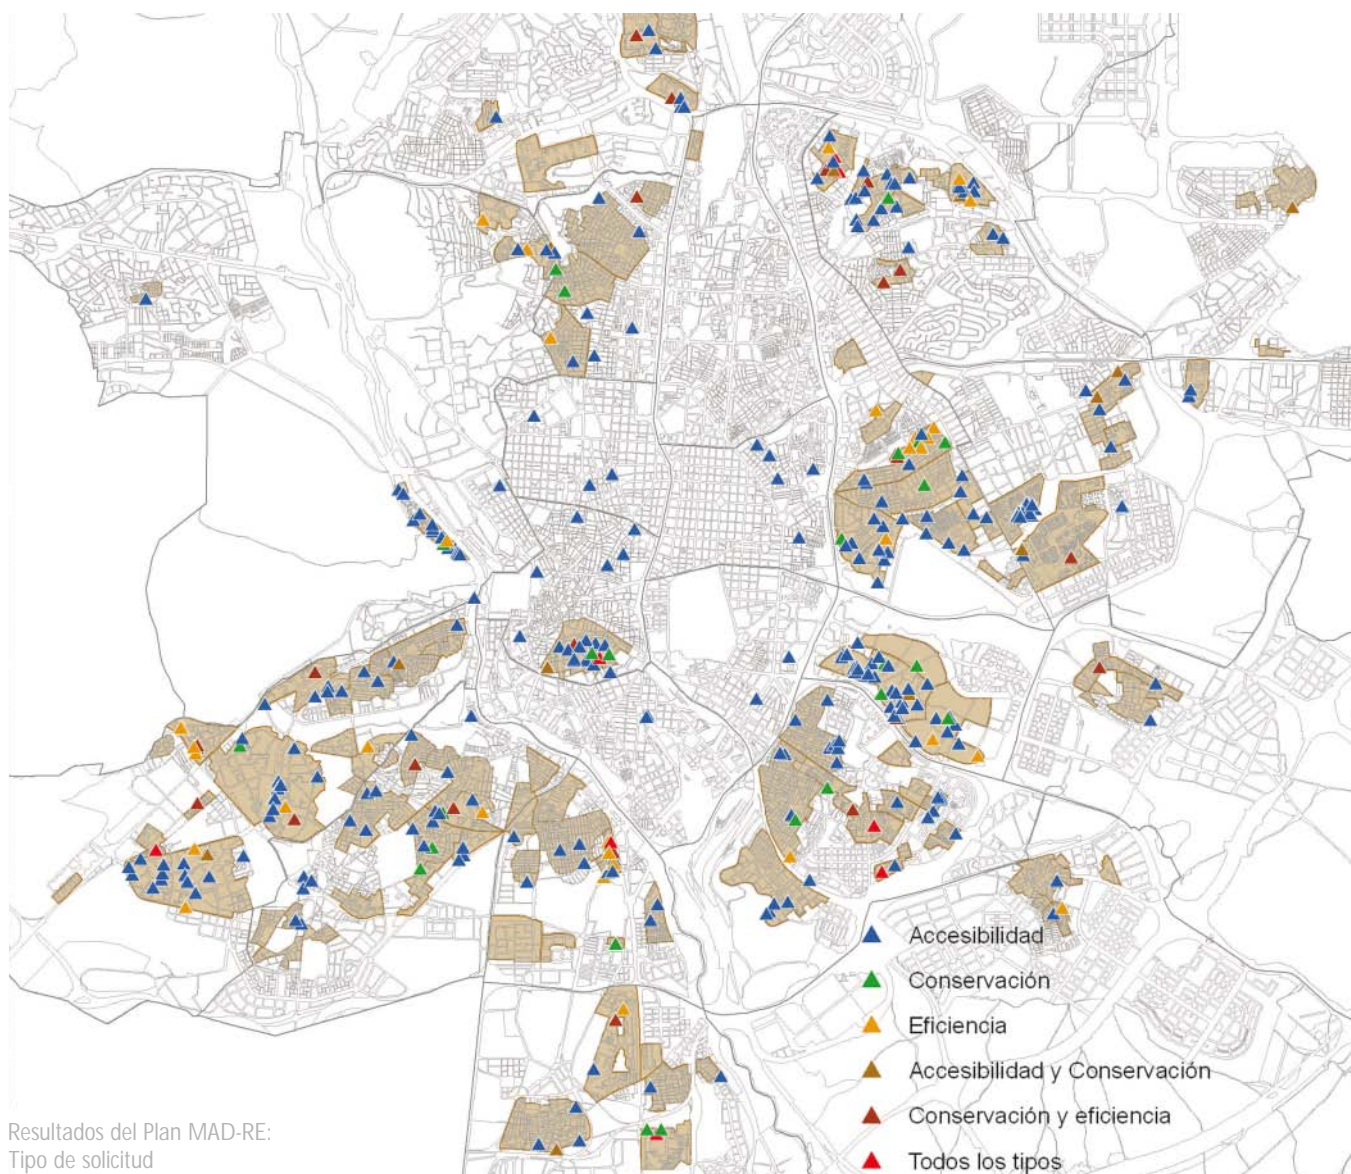 Accesibilidad
Conservación
Eficiencia
Accesibilidad y Conservación
Conservación y eficiencia
Todos los tipos
Resultados del Plan MAD-RE:
Tipo de solicitud